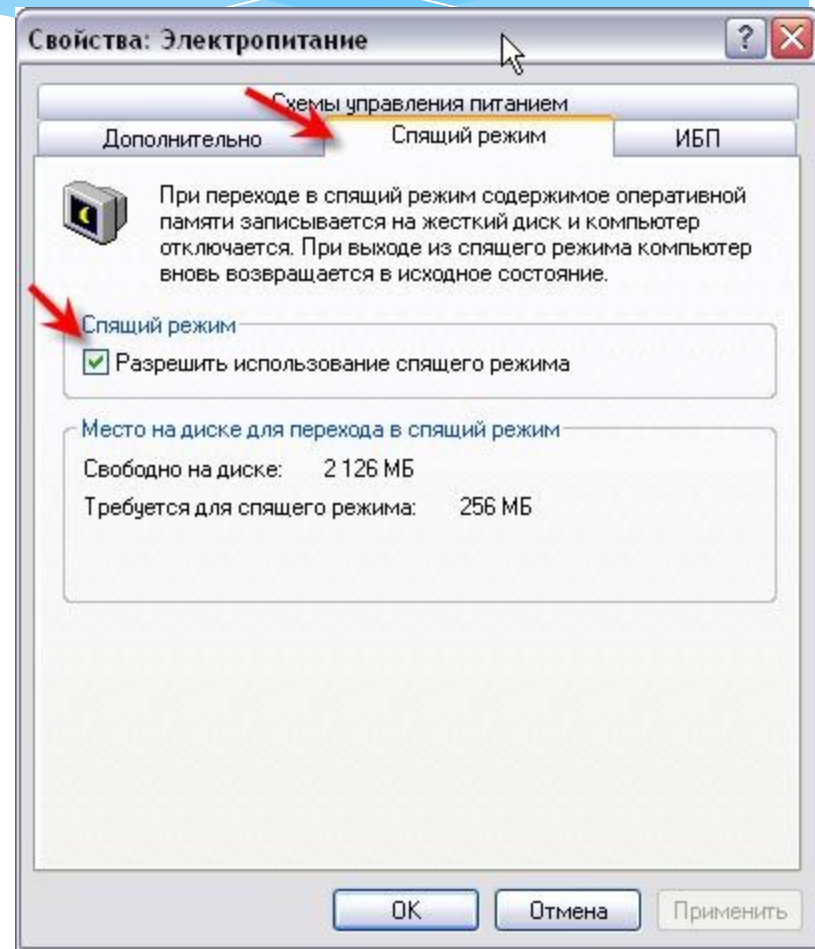 Свойства: Электропитание
Схемы управления питанием
Дополнительно Спящий режим ИБП
При переходе в спящий режим содержимое оперативной
памяти записывается на жесткий диск и компьютер
отключается. При выходе из спящего режима компьютер
вновь возвращается в исходное состояние.
Спящий режим
Разрешить использование спящего режима
Место на диске для перехода в спящий режим
Свободно на диске: 2 126 МБ
Требуется для спящего режима: 256 МБ
OK Отмена Применить